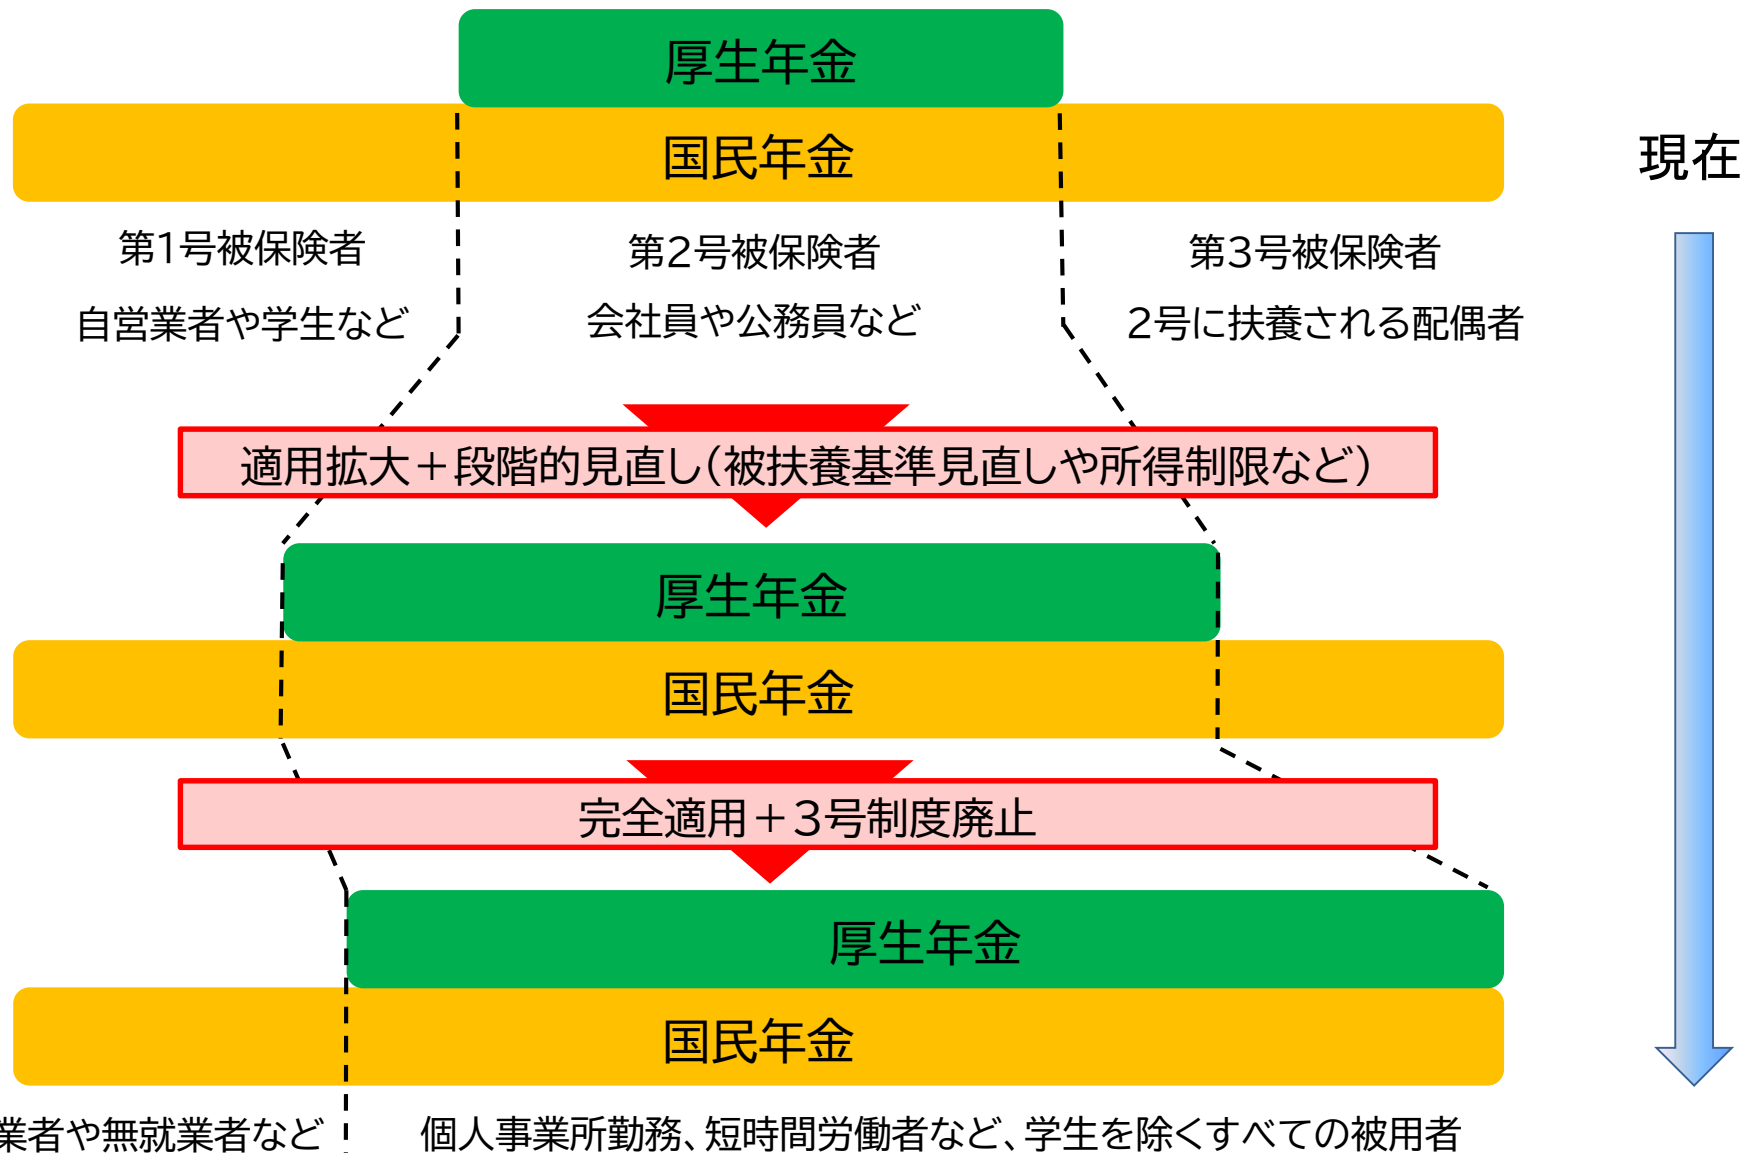 厚生年金
国民年金
現在
第1号被保険者
第2号被保険者
第3号被保険者
自営業者や学生など
会社員や公務員など
2号に扶養される配偶者
適用拡大＋段階的見直し（被扶養基準見直しや所得制限など）
厚生年金
国民年金
完全適用＋3号制度廃止
厚生年金
国民年金
業者や無就業者など
個人事業所勤務、短時間労働者など、学生を除くすべての被用者